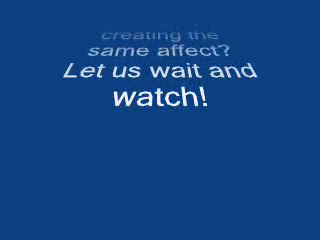 creating the
same affect?
Let us wait and
watch!